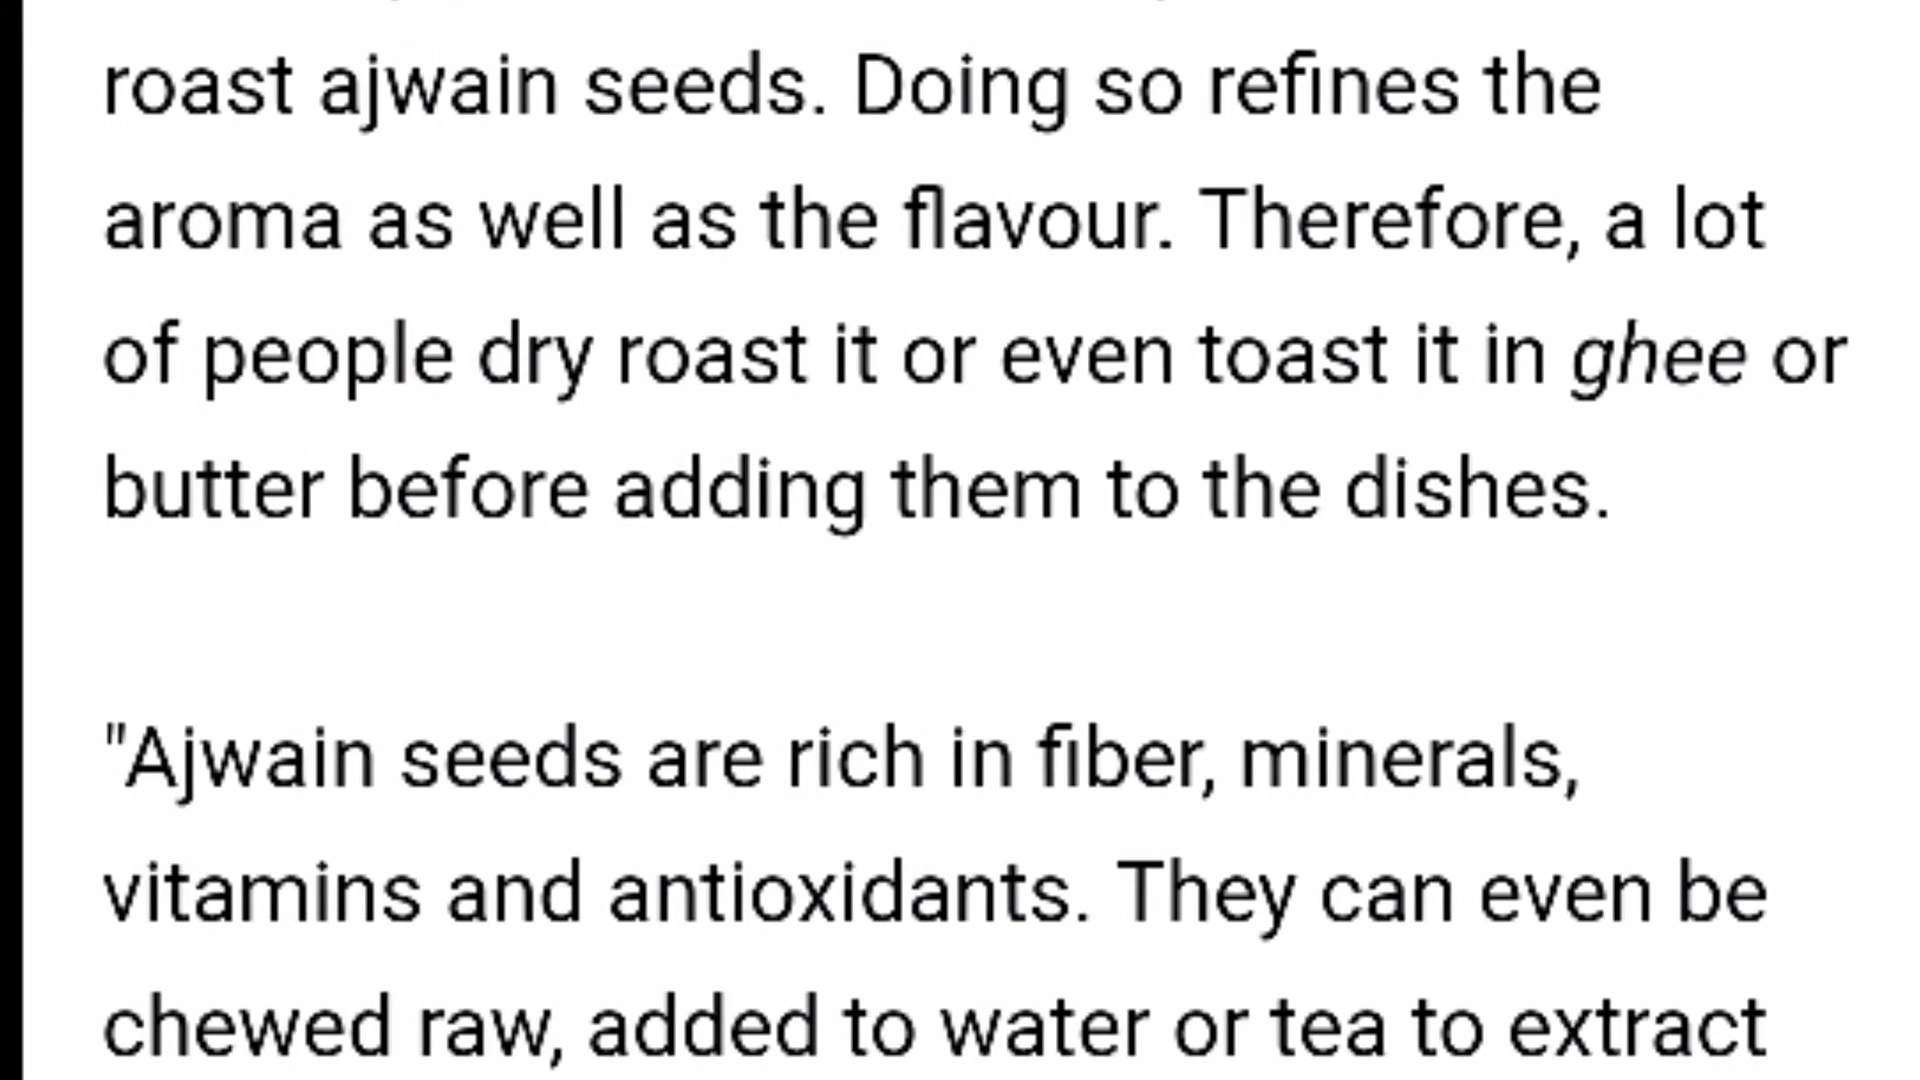 roast ajwain seeds. Doing so refines the
aroma as well as the flavour. Therefore, a lot
of people dry roast it or even toast it in ghee or
butter before adding them to the dishes.
"Ajwain seeds are rich in fiber, minerals,
vitamins and antioxidants. They can even be
chewed raw, added to water or tea to extract